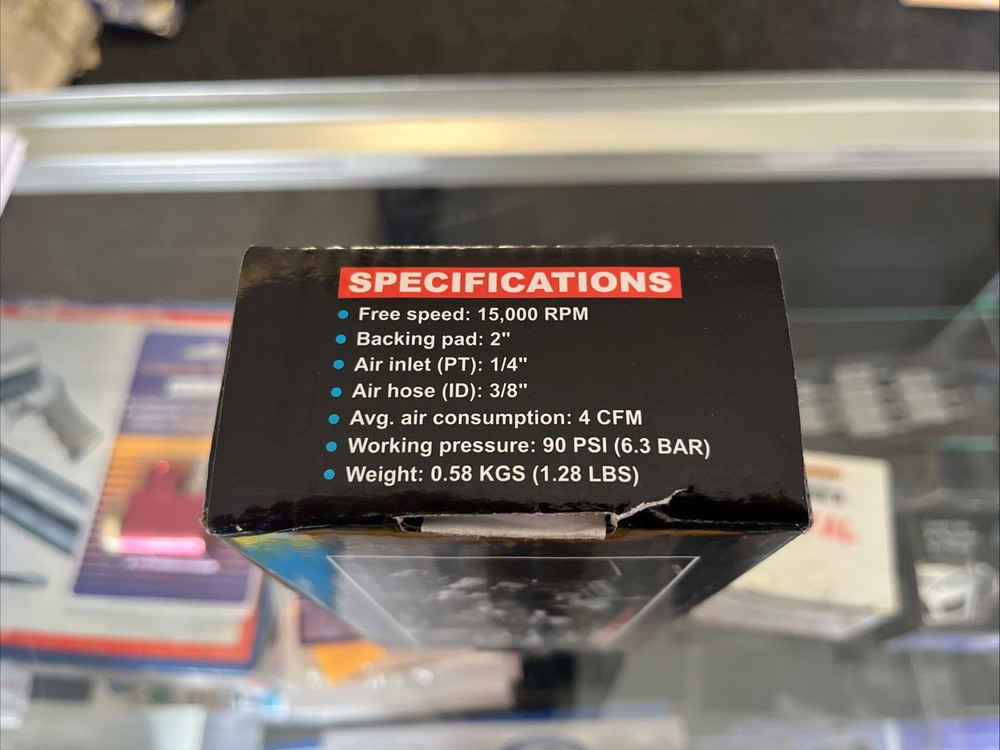 SPECIFICATIONS
• Free speed: 15,000 RPM
• Backing pad: 2"
• Air inlet (PT): 1/4"
• Air hose (ID): 3/8"
• Avg. air consumption: 4 CFM
• Working pressure: 90 PSI (6.3 BAR)
• Weight: 0.58 KGS (1.28 LBS)